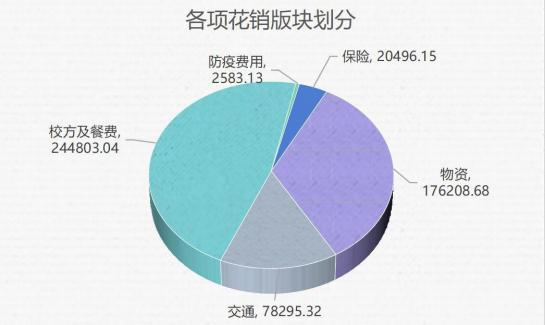 各项花销版块划分
防疫费用,
2583.13
保险, 20496.15
校方及餐费,
244803.04
物资,
176208.68
交通, 78295.32